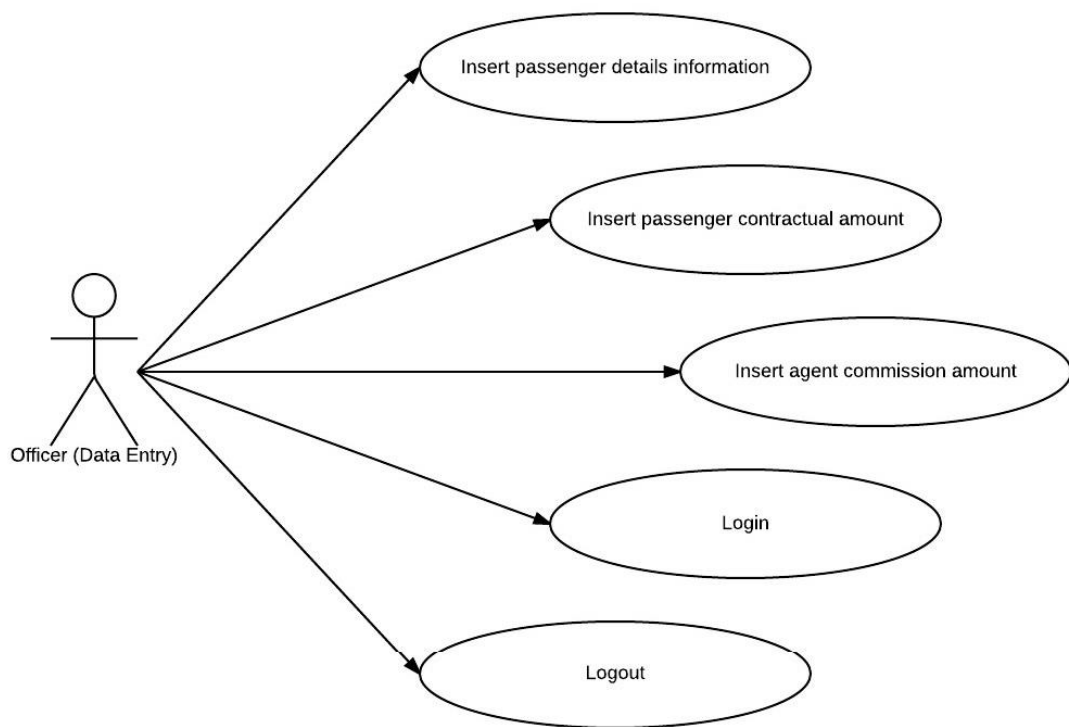 Insert passenger details information
Insert passenger contractual amount
Insert agent commission amount
Officer (Data Entry)
Login
Logout